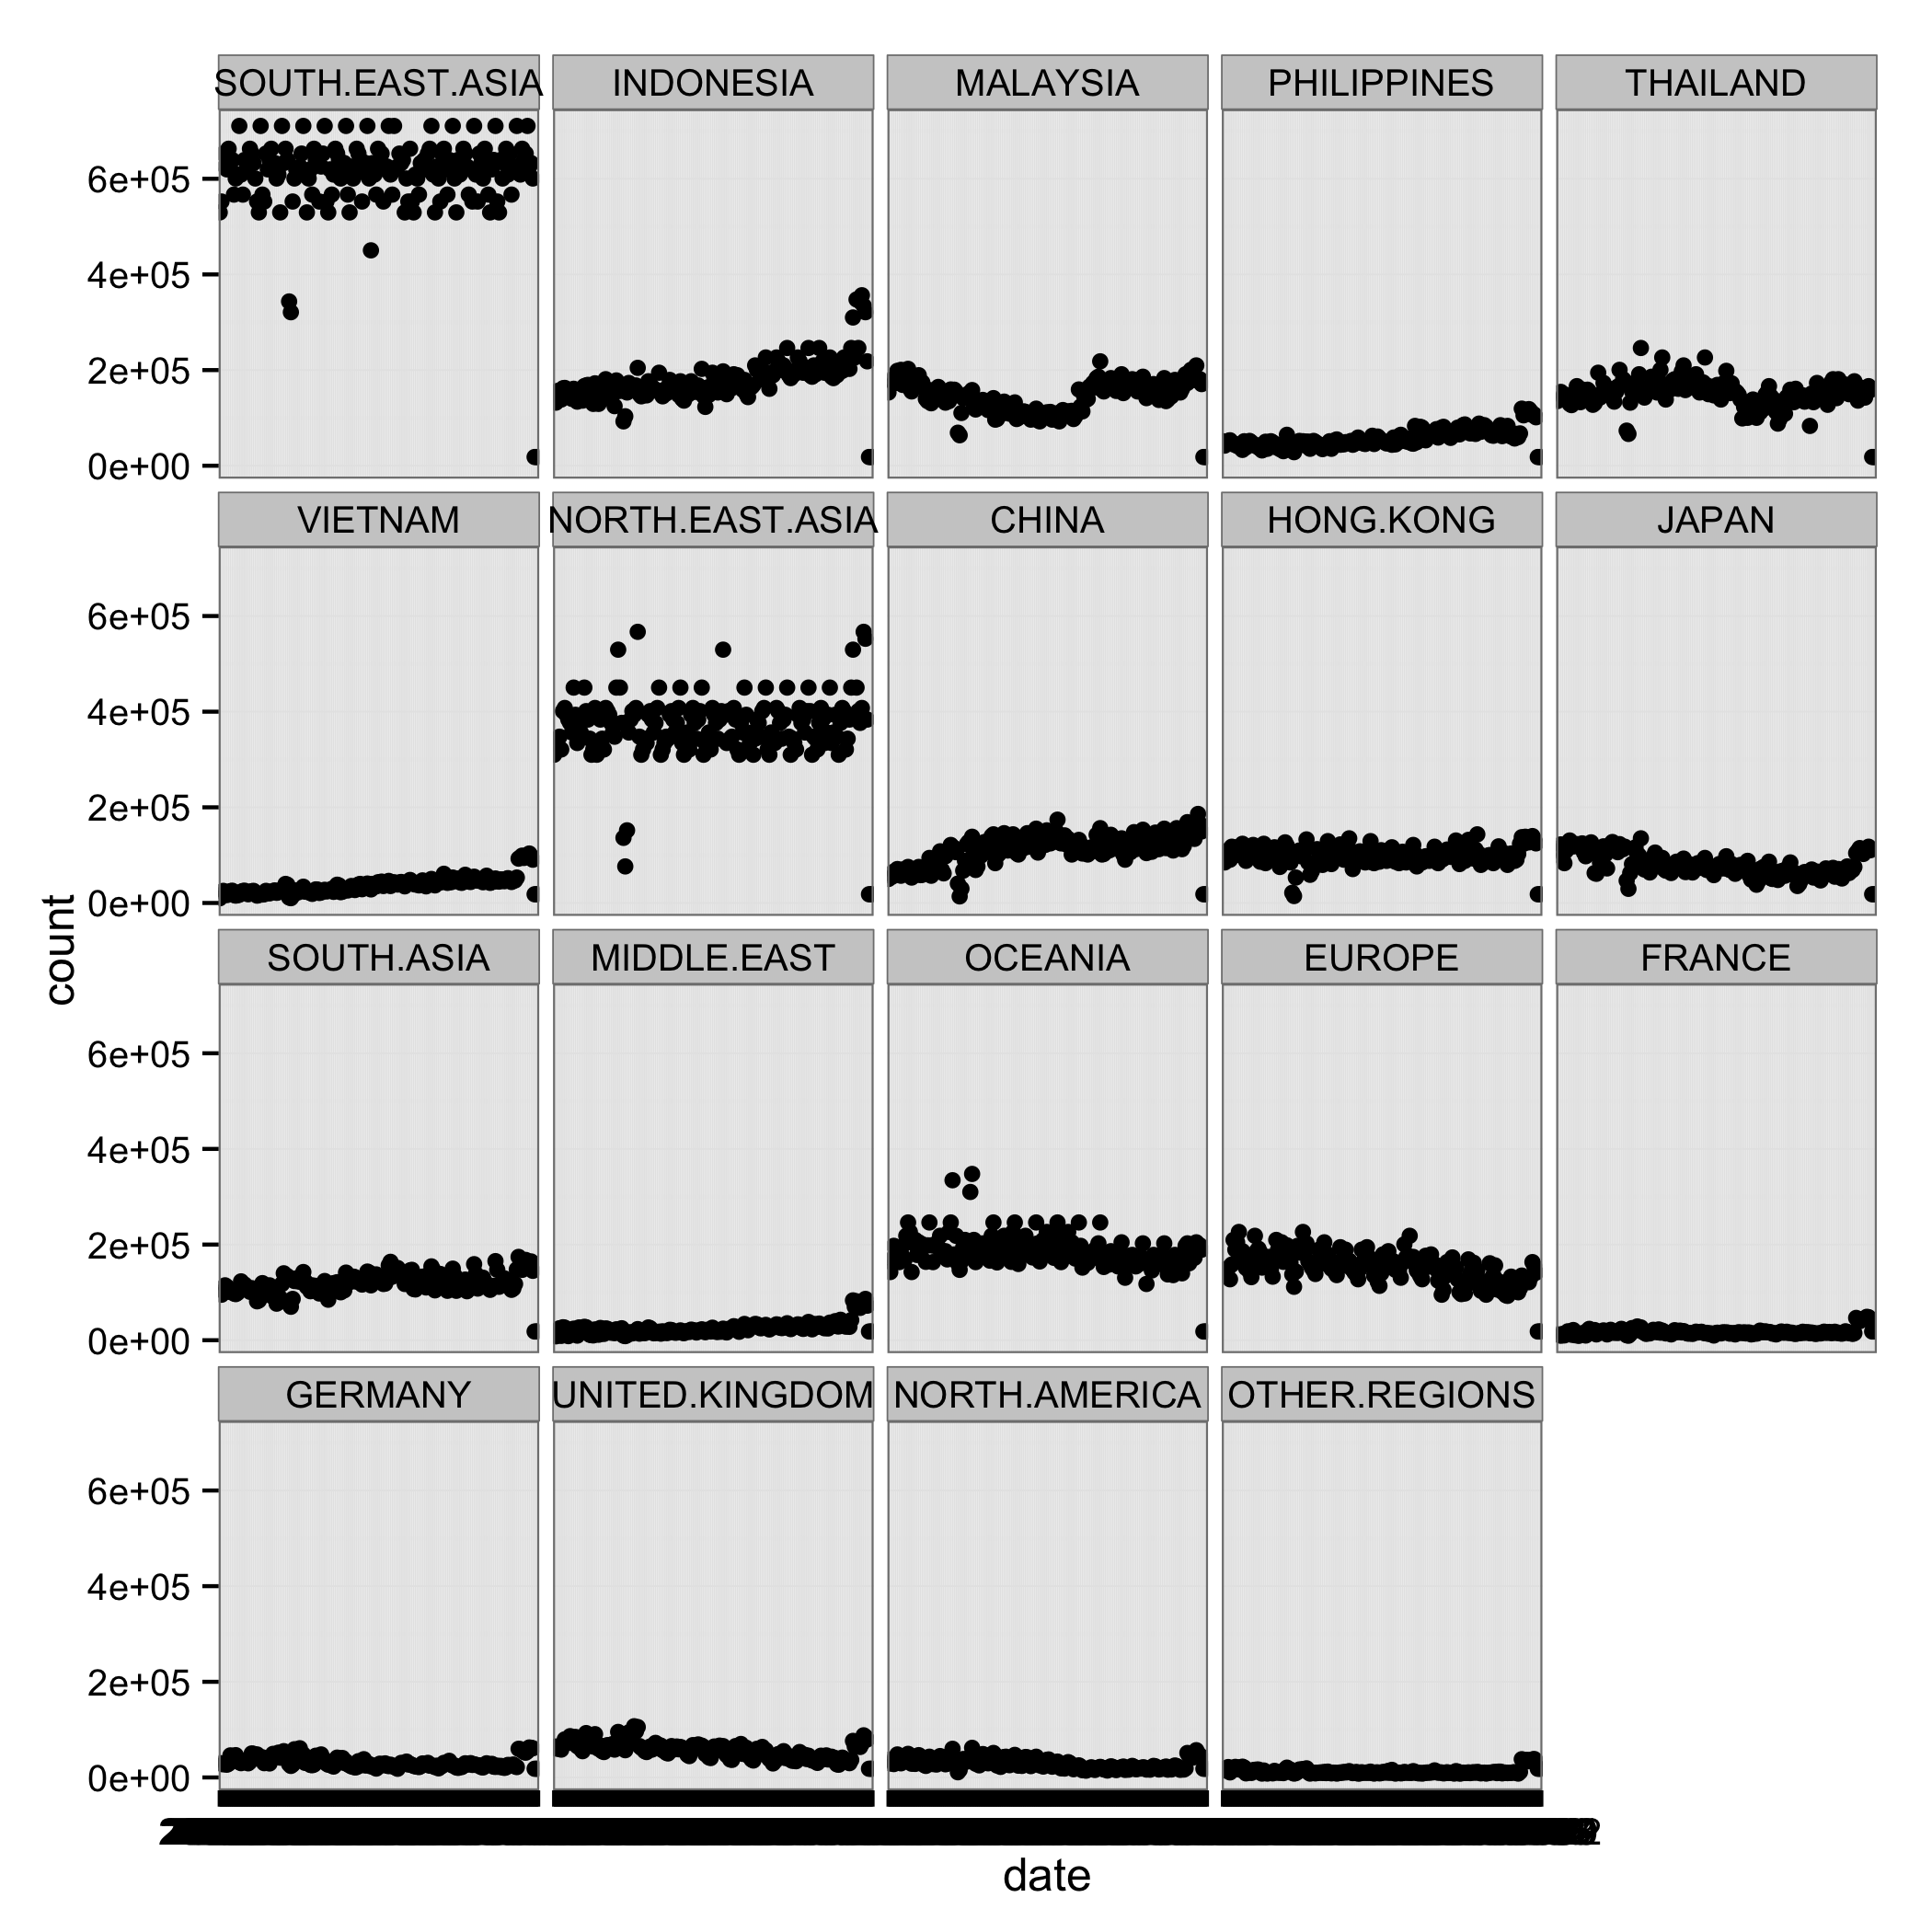 SOUTH.EAST.ASIA INDONESIA MALAYSIA PHILIPPINES THAILAND
6e+05
4e+05
2e+05
0e+00
VIETNAM NORTH.EAST.ASIA CHINA HONG.KONG JAPAN
6e+05
4e+05
2e+05
0e+00
count
SOUTH.ASIA MIDDLE.EAST OCEANIA EUROPE FRANCE
6e+05
4e+05
2e+05
0e+00
GERMANY UNITED.KINGDOM NORTH.AMERICA OTHER.REGIONS
6e+05
4e+05
2e+05
0e+00
date